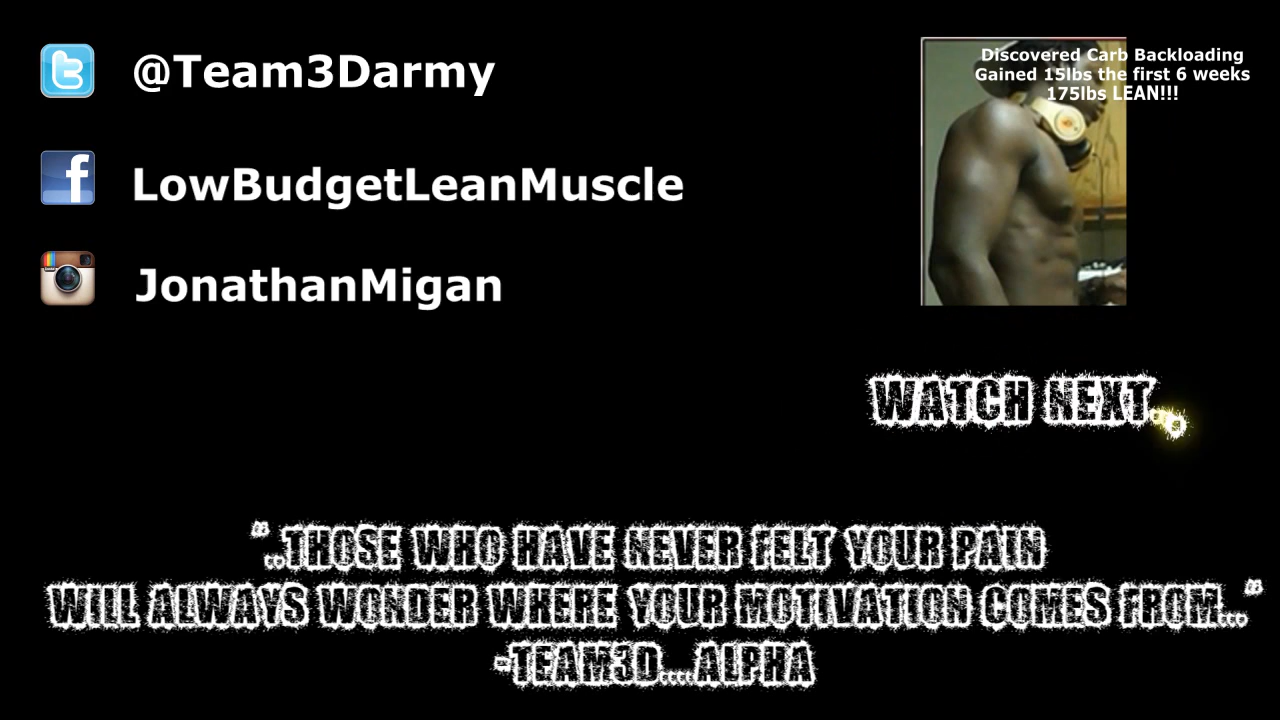 @Team3Darmy
LowBudgetLeanMuscle
JonathanMigan
Discovered Carb Backloading
Gained 15lbs the first 6 weeks
175lbs LEAN!!!
WATCH NEXT...
"..THOSE WHO HAVE NEVER FELT YOUR PAIN
WILL ALWAYS WONDER WHERE YOUR MOTIVATION COMES FROM..."
-TEAM3D....ALPHA